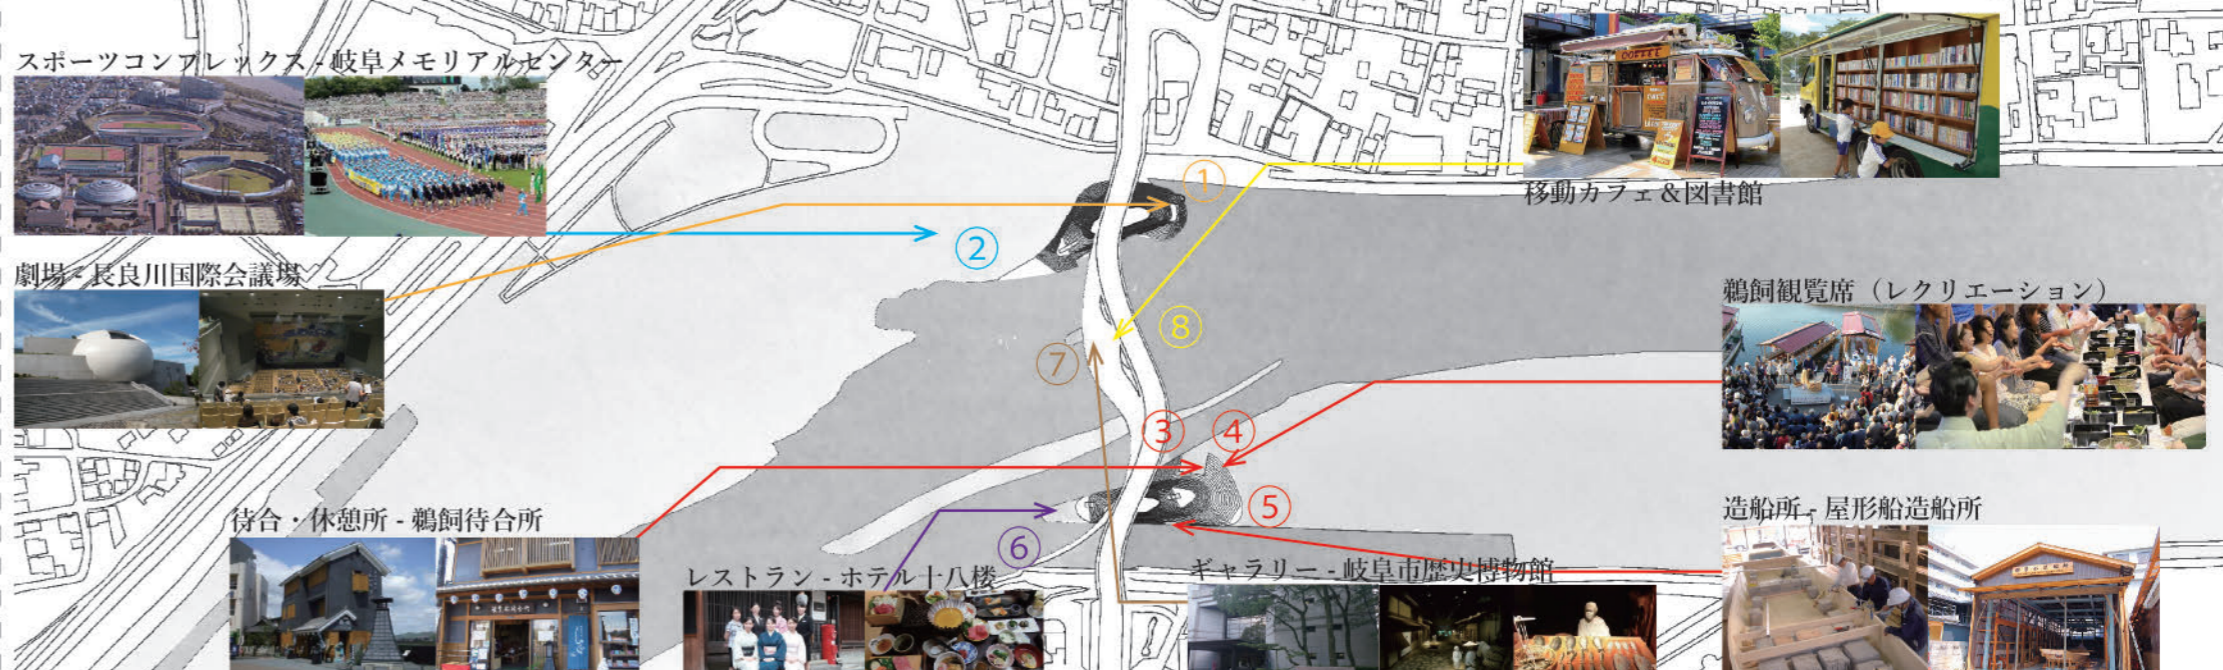 スポーツコンプレックス - 岐阜メモリアルセンター
移動カフェ＆図書館
①
②
劇場 - 長良川国際会議場
鵜飼観覧席（レクリエーション）
⑧
⑦
③ ④
⑤
⑥
待合・休憩所 - 鵜飼待合所
造船所 - 屋形船造船所
レストラン - ホテル十八楼
ギャラリー - 岐阜市歴史博物館
COFFEE